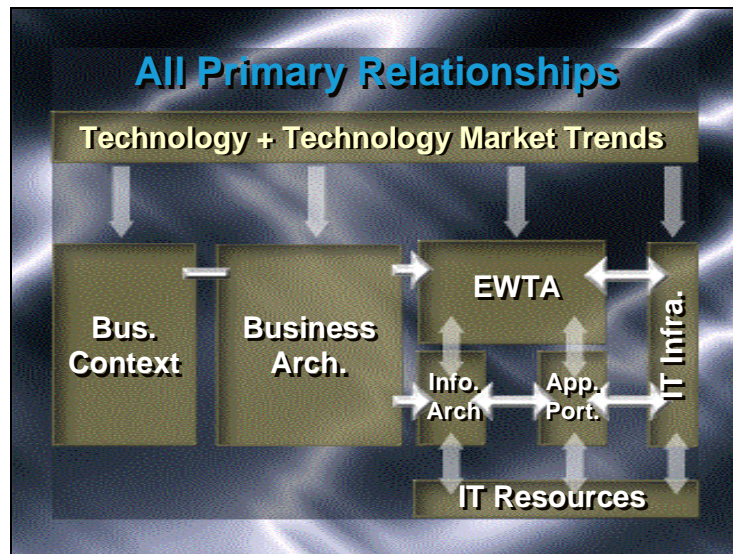 All Primary Relationships
Technology + Technology Market Trends
Bus.
Context
Business
Arch.
EWTA
Info.
Arch
App.
Port.
IT Infra.
IT Resources